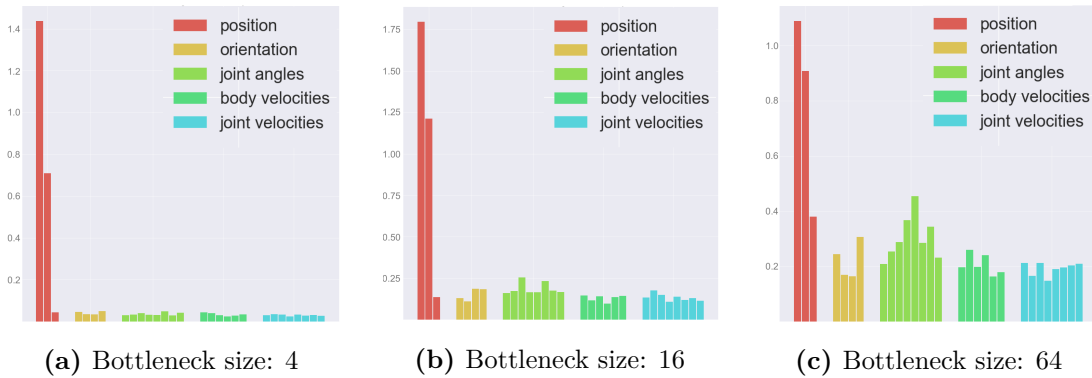 1.4
1.2
1.0
0.8
0.6
0.4
0.2
position
orientation
joint angles
body velocities
joint velocities
(a) Bottleneck size: 4
1.75
1.50
1.25
1.00
0.75
0.50
0.25
position
orientation
joint angles
body velocities
joint velocities
(b) Bottleneck size: 16
1.0
0.8
0.6
0.4
0.2
position
orientation
joint angles
body velocities
joint velocities
(c) Bottleneck size: 64